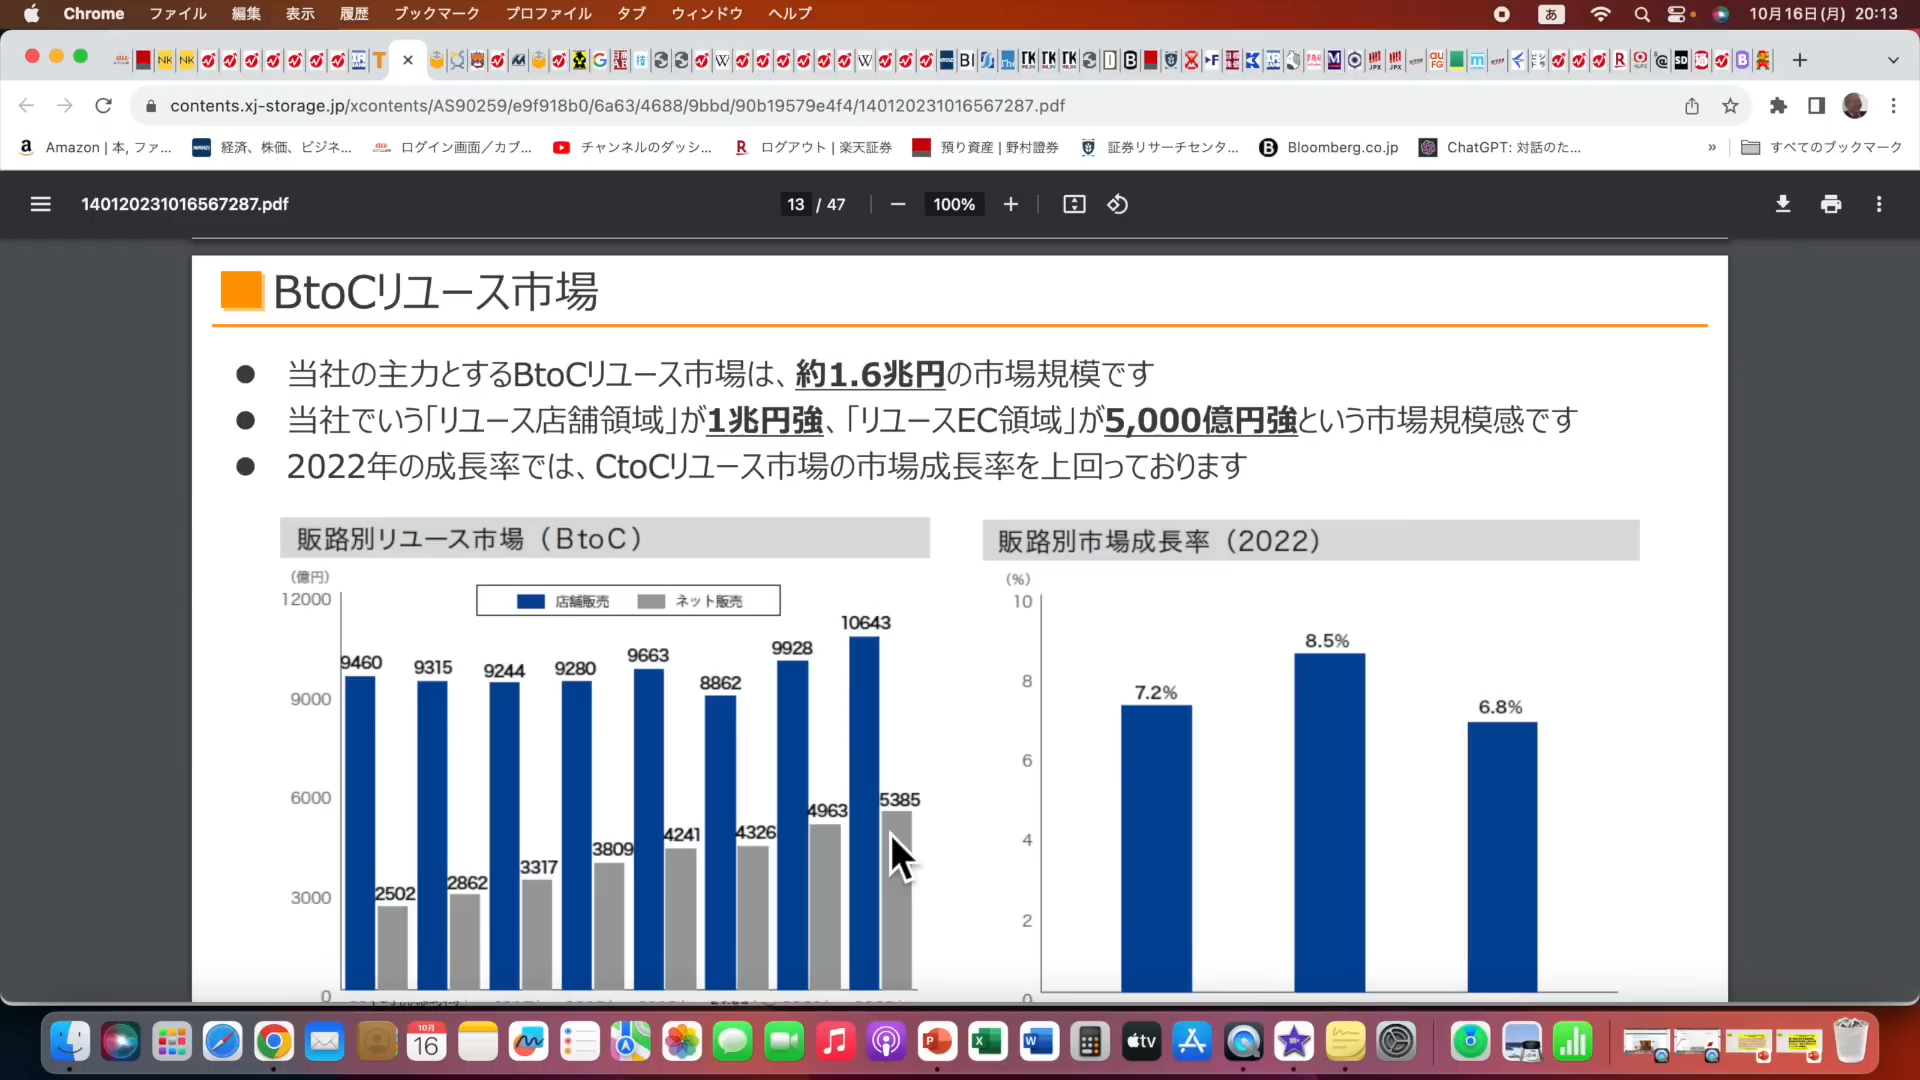 Chrome ファイル 編集 表示 履歴 ブックマーク プロファイル タブ ウィンドウ ヘルプ あ 10月16日(月) 20:13
contents.xj-storage.jp/xcontents/AS90259/e9f918b0/6a63/4688/9bbd/90b19579e4f4/140120231016567287.pdf
Amazon | 本, ファ... 経済、株価、ビジネ... ログイン画面／カブ... チャンネルのダッシ... ログアウト | 楽天証券 預り資産 | 野村證券 証券リサーチセンタ... Bloomberg.co.jp ChatGPT: 対話のた... » すべてのブックマーク
140120231016567287.pdf 13 / 47 100%
BtoCリユース市場
● 当社の主力とするBtoCリユース市場は、約1.6兆円の市場規模です
● 当社でいう「リユース店舗領域」が1兆円強、「リユースEC領域」が5,000億円強という市場規模感です
● 2022年の成長率では、CtoCリユース市場の市場成長率を上回っております
販路別リユース市場（BtoC）
（億円）
店舗販売 ネット販売
12000
9000
6000
3000
0
9460 9315 9244 9280 9663 8862 9928 10643
2502 2862 3317 3809 4241 4326 4963 5385
販路別市場成長率（2022）
（%）
10
8
6
4
2
0
7.2% 8.5% 6.8%
10月
16
tv